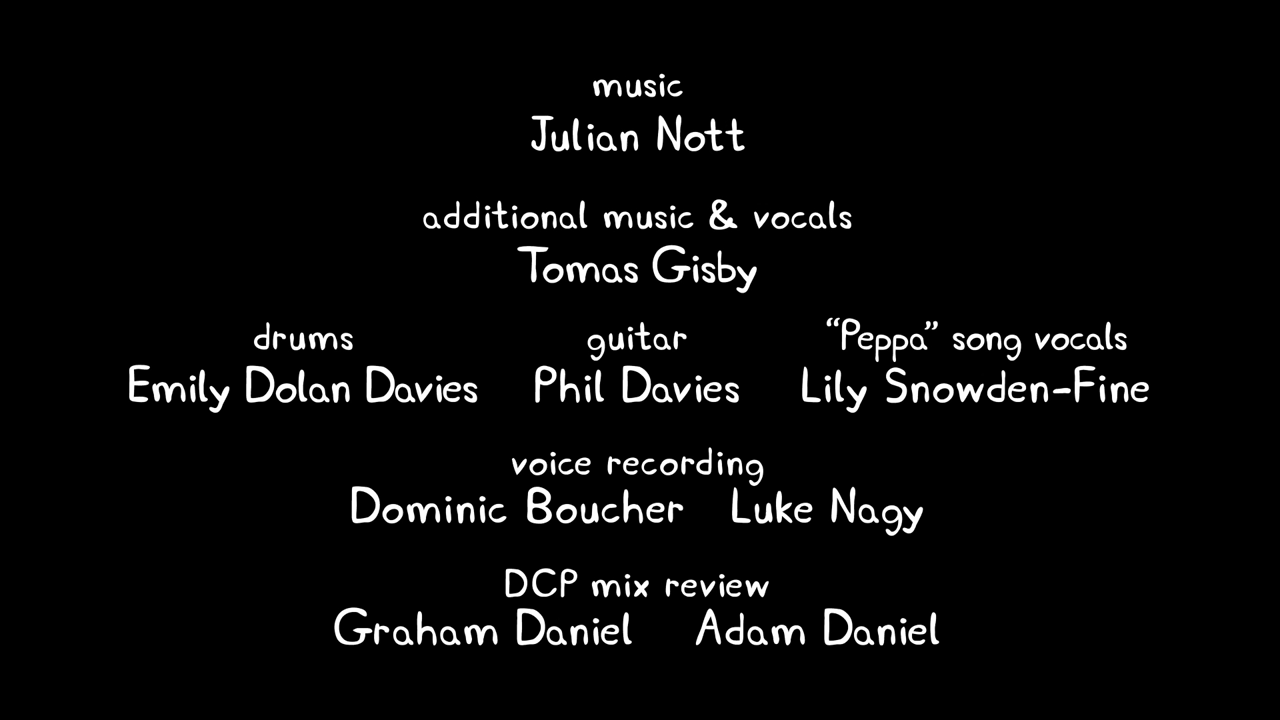 music
Julian Nott
additional music & vocals
Tomas Gisby
drums guitar “Peppa” song vocals
Emily Dolan Davies Phil Davies Lily Snowden-Fine
voice recording
Dominic Boucher Luke Nagy
DCP mix review
Graham Daniel Adam Daniel